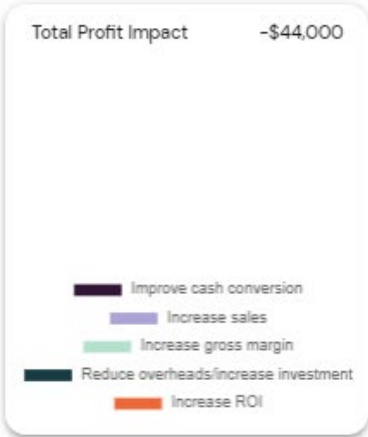 Total Profit Impact -$44,000
Improve cash conversion
Increase sales
Increase gross margin
Reduce overheads/increase investment
Increase ROI